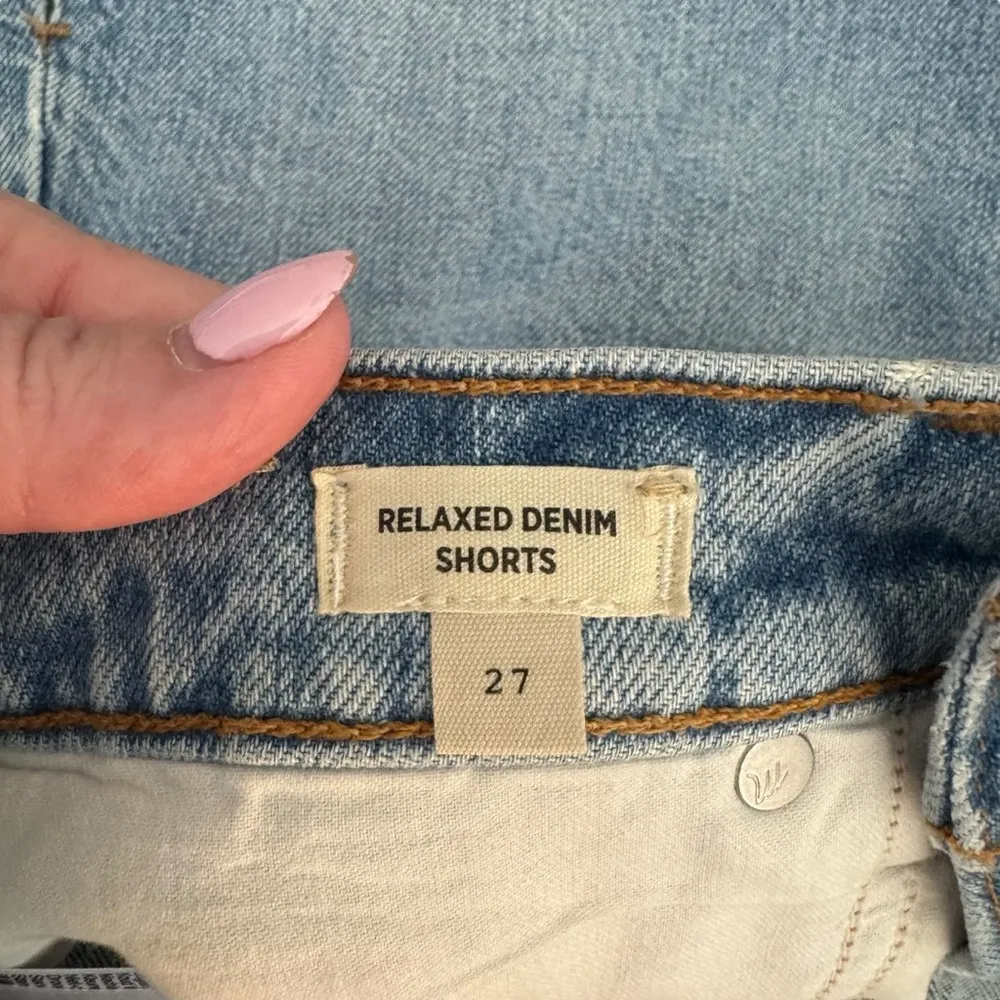 RELAXED DENIM
SHORTS
27